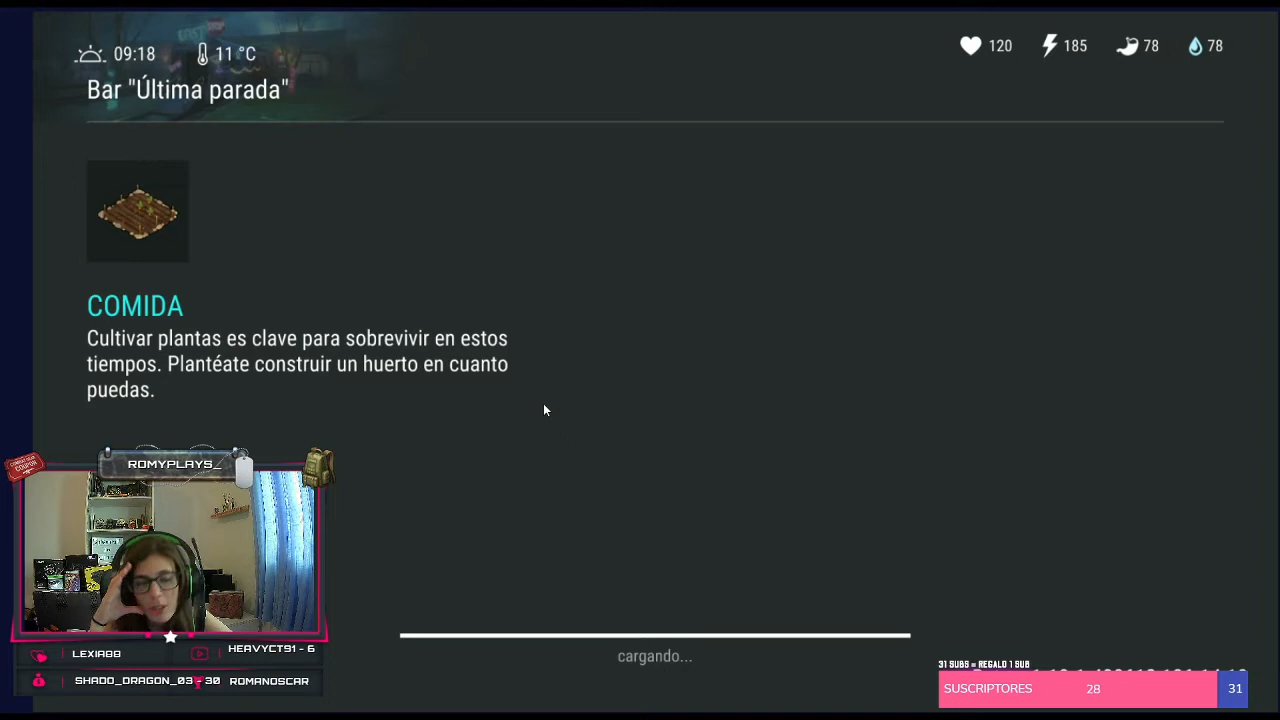 09:18
11 °C
120
185
78
78
Bar "Última parada"
COMIDA
Cultivar plantas es clave para sobrevivir en estos
tiempos. Plantéate construir un huerto en cuanto
puedas.
ROMYPLAYS_
LEXIA88
HEAVYCT91 - 6
SHADO_DRAGON_03 - 30
ROMANOSCAR
cargando...
31 SUBS = REGALO 1 SUB
SUSCRIPTORES
28
31